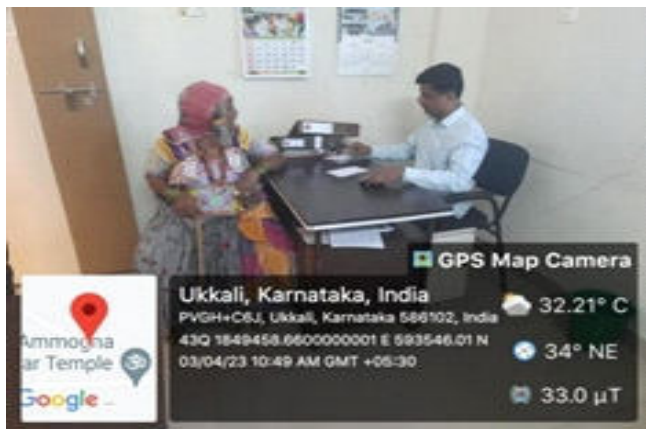 GPS Map Camera
Ukkali, Karnataka, India
PVGH+C6J, Ukkali, Karnataka 586102, India
43Q 1849458.6600000001 E 593546.01 N
03/04/23 10:49 AM GMT +05:30
32.21° C
34° NE
33.0 µT
Ammogha
ar Temple
Google